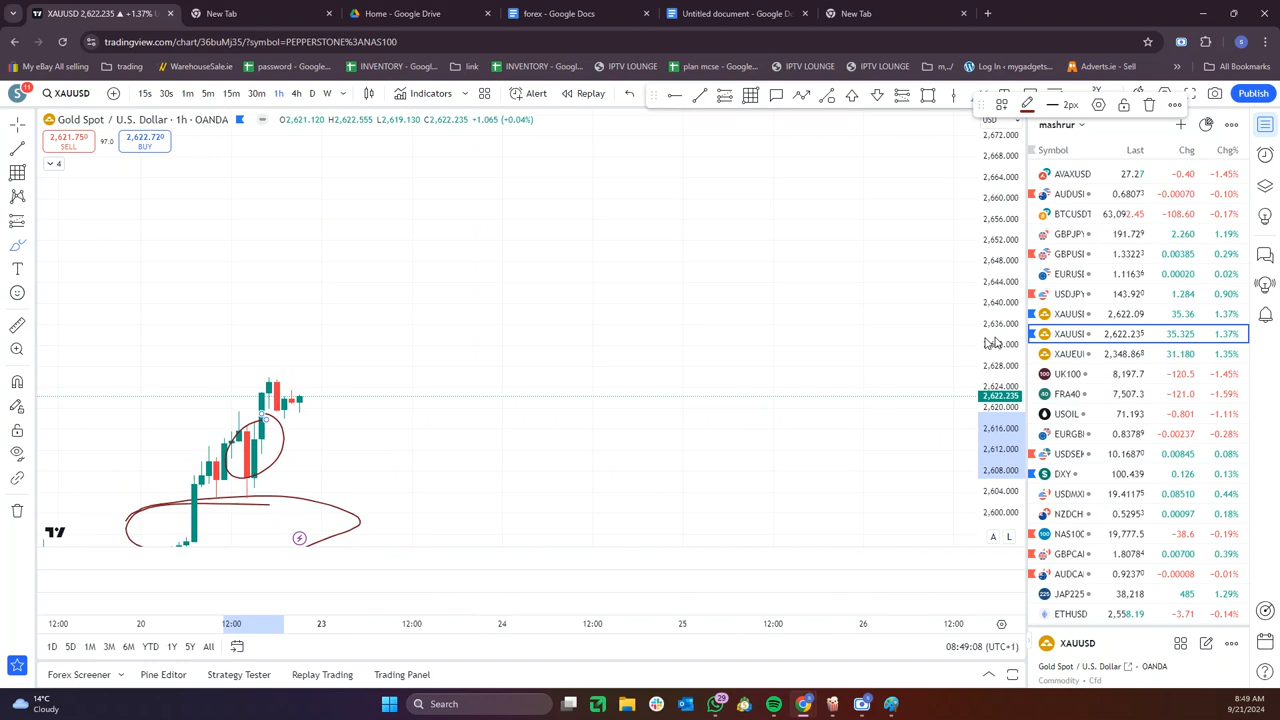 XAUUSD 2,622.235 ▲ +1.37%
New Tab
Home - Google Drive
forex - Google Docs
Untitled document - Google Doc
New Tab
tradingview.com/chart/36buMj35/?symbol=PEPPERSTONE%3ANAS100
My eBay All selling
trading
WarehouseSale.ie
password - Google...
INVENTORY - Googl...
link
INVENTORY - Googl...
IPTV LOUNGE
plan mcse - Google...
IPTV LOUNGE
m,,/
Log In ‹ mygadgets...
Adverts.ie - Sell
All Bookmarks
S 11
XAUUSD
15s 30s 1m 5m 15m 30m 1h 4h D W
Indicators
Alert
Replay
Publish
2px
Gold Spot / U.S. Dollar · 1h · OANDA
O2,621.120 H2,622.555 L2,619.130 C2,622.235 +1.065 (+0.04%)
USD
mashrur
2,621.750
SELL
97.0
2,622.720
BUY
4
2,672.000
2,668.000
2,664.000
2,660.000
2,656.000
2,652.000
2,648.000
2,644.000
2,640.000
2,636.000
2,628.000
2,624.000
2,622.235
2,620.000
2,616.000
2,612.000
2,608.000
2,604.000
2,600.000
A L
Symbol Last Chg Chg%
AVAXUSD 27.27 −0.40 −1.45%
AUDUSI 0.6807³ −0.00070 −0.10%
BTCUSDT 63,092.45 −108.60 −0.17%
GBPJPY 191.72⁹ 2.260 1.19%
GBPUSI 1.3322³ 0.00385 0.29%
EURUSI 1.1163⁶ 0.00020 0.02%
USDJPY 143.92⁰ 1.284 0.90%
XAUUSI 2,622.09 35.36 1.37%
XAUUSI 2,622.23⁵ 35.325 1.37%
XAUEUI 2,348.86⁸ 31.180 1.35%
UK100 8,197.7 −120.5 −1.45%
FRA40 7,507.3 −121.0 −1.59%
USOIL 71.193 −0.801 −1.11%
EURGBI 0.8378⁹ −0.00237 −0.28%
USDSEK 10.1687⁰ 0.00845 0.08%
DXY 100.439 0.126 0.13%
USDMXI 19.4117⁵ 0.08510 0.44%
NZDCH 0.5295³ 0.00097 0.18%
NAS100 19,777.5 −38.6 −0.19%
GBPCAI 1.8078⁴ 0.00700 0.39%
AUDCA 0.9237⁰ −0.00008 −0.01%
JAP225 38,218 485 1.29%
ETHUSD 2,558.19 −3.71 −0.14%
12:00 20 12:00 23 12:00 24 12:00 25 12:00 26 12:00
1D 5D 1M 3M 6M YTD 1Y 5Y All
08:49:08 (UTC+1)
XAUUSD
Gold Spot / U.S. Dollar · OANDA
Commodity · Cfd
Forex Screener
Pine Editor
Strategy Tester
Replay Trading
Trading Panel
14°C
Cloudy
Search
29
8:49 AM
9/21/2024